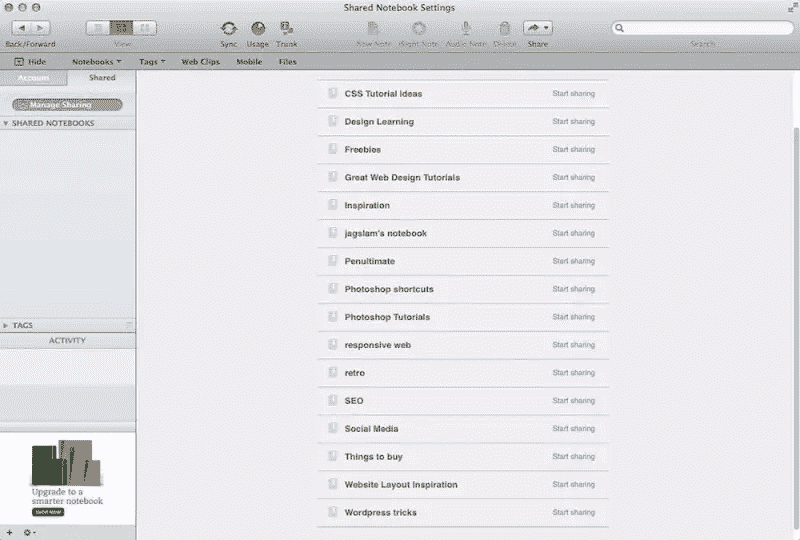 Shared Notebook Settings
Back/Forward View Sync Usage Trunk New Note iSight Note Audio Note Delete Share Search
Hide Notebooks Tags Web Clips Mobile Files
Account Shared
Manage Sharing
SHARED NOTEBOOKS
TAGS
ACTIVITY
Upgrade to a
smarter notebook
SHOP NOW
CSS Tutorial ideas Start sharing
Design Learning Start sharing
Freebies Start sharing
Great Web Design Tutorials Start sharing
Inspiration Start sharing
jagslam's notebook Start sharing
Penultimate Start sharing
Photoshop shortcuts Start sharing
Photoshop Tutorials Start sharing
responsive web Start sharing
retro Start sharing
SEO Start sharing
Social Media Start sharing
Things to buy Start sharing
Website Layout Inspiration Start sharing
Wordpress tricks Start sharing